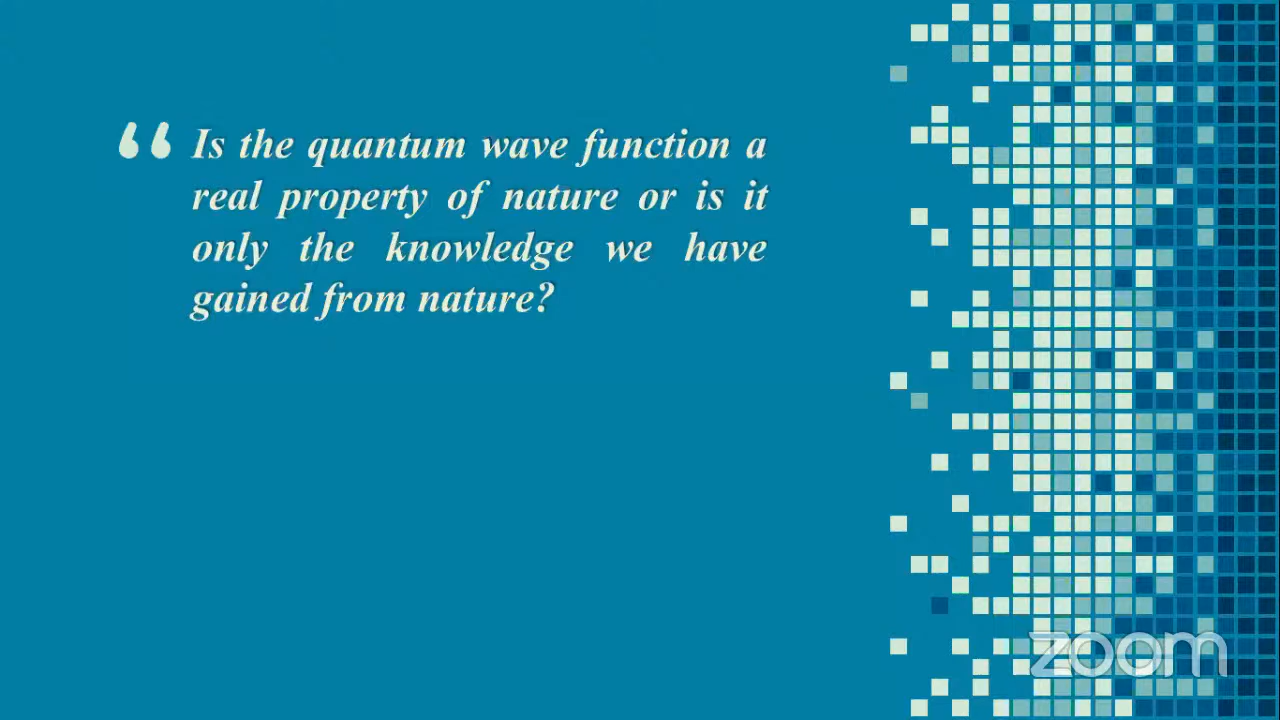 “ Is the quantum wave function a
real property of nature or is it
only the knowledge we have
gained from nature?
zoom